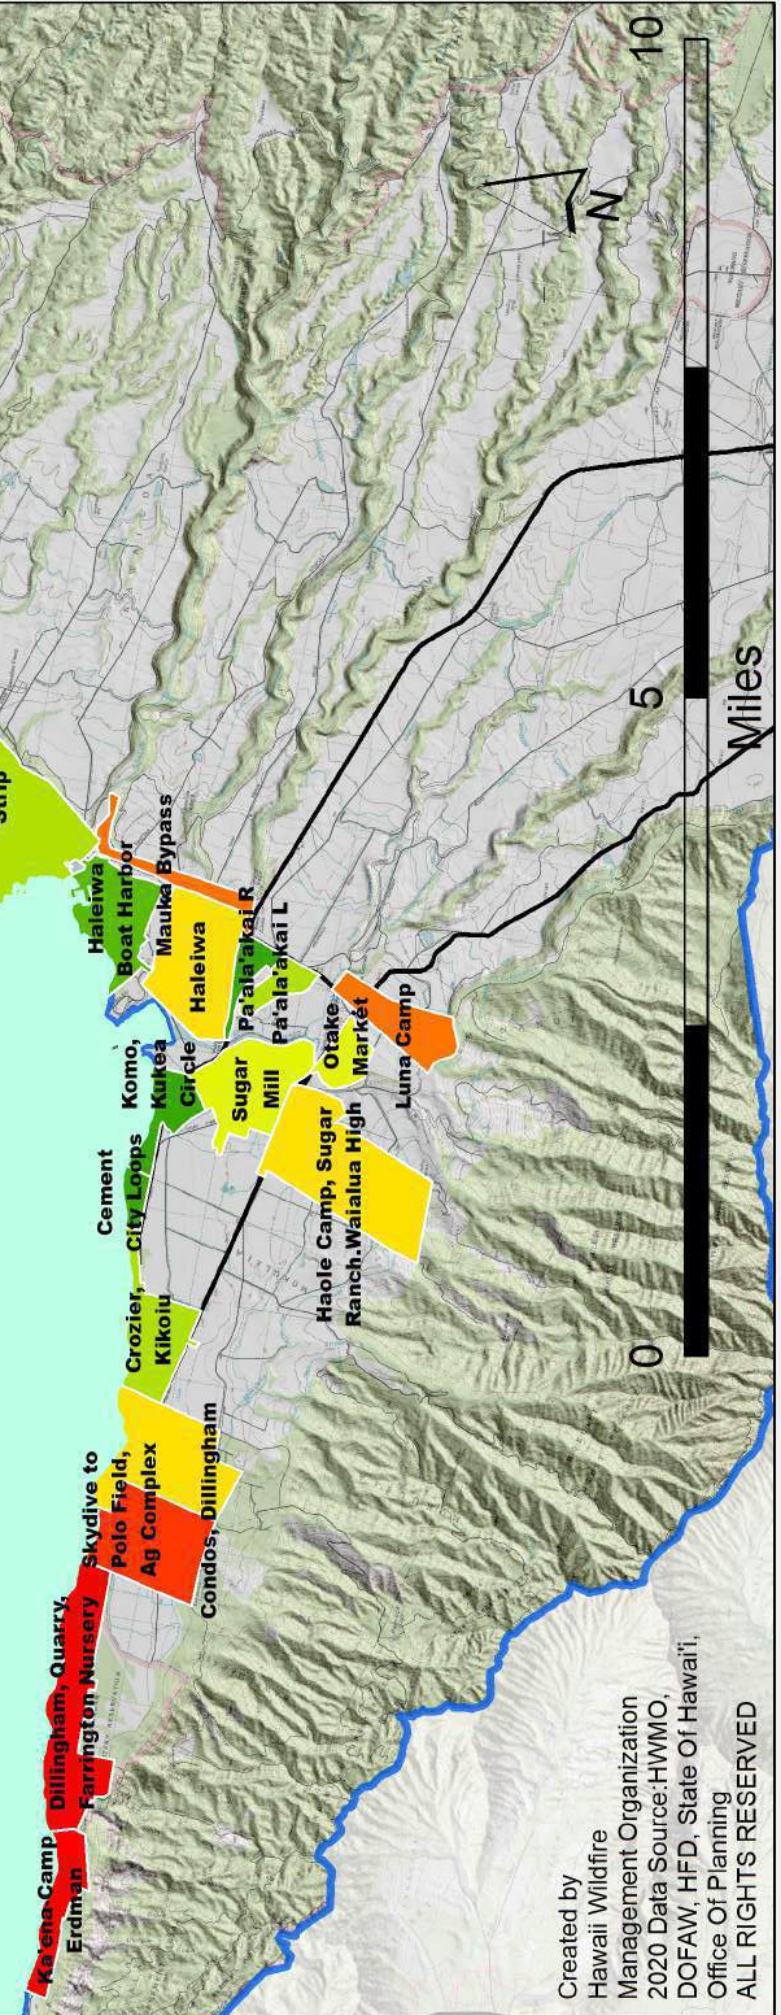 Strip
Haleiwa
Boat Harbor
Mauka Bypass
Haleiwa
Pa'ala'akai R
Pa'ala'akai L
Komo,
Kukea
Circle
Sugar
Mill
Otake
Market
Luna Camp
Cement
City Loops
Haole Camp, Sugar
Ranch.Waialua High
Crozier,
Kikoiu
Skydive to
Polo Field,
Ag Complex
Condos, Dillingham
Dillingham, Quarry,
Farrington Nursery
Ka'ena Camp
Erdman
MOKULEIA
N
0
5
10
Miles
Created by
Hawaii Wildfire
Management Organization
2020 Data Source:HWMO,
DOFAW, HFD, State Of Hawai'i,
Office Of Planning
ALL RIGHTS RESERVED